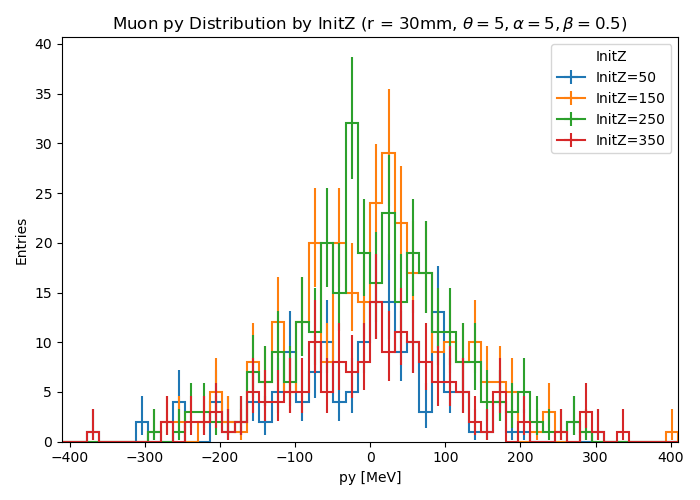 Muon py Distribution by InitZ (r = 30mm, θ = 5, α = 5, β = 0.5)
InitZ
InitZ=50
InitZ=150
InitZ=250
InitZ=350
Entries
40
35
30
25
20
15
10
5
0
−400 −300 −200 −100 0 100 200 300 400
py [MeV]